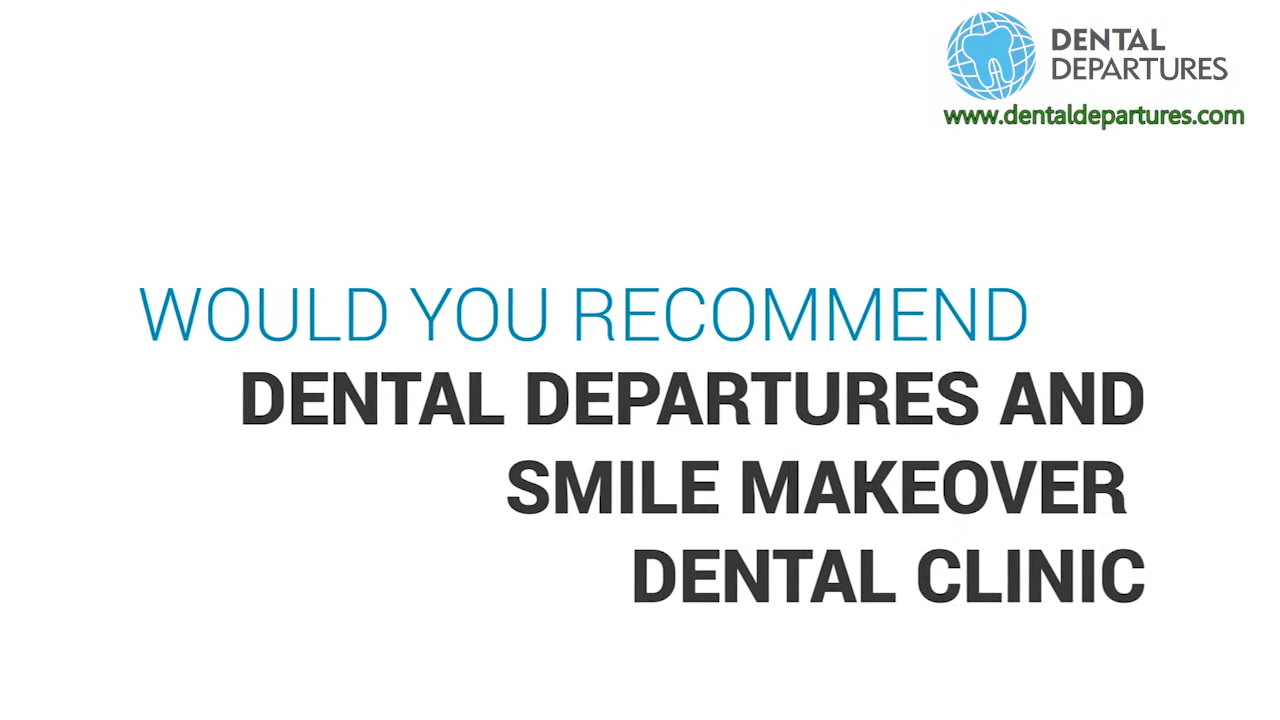 DENTAL
DEPARTURES
www.dentaldepartures.com
WOULD YOU RECOMMEND
DENTAL DEPARTURES AND
SMILE MAKEOVER
DENTAL CLINIC